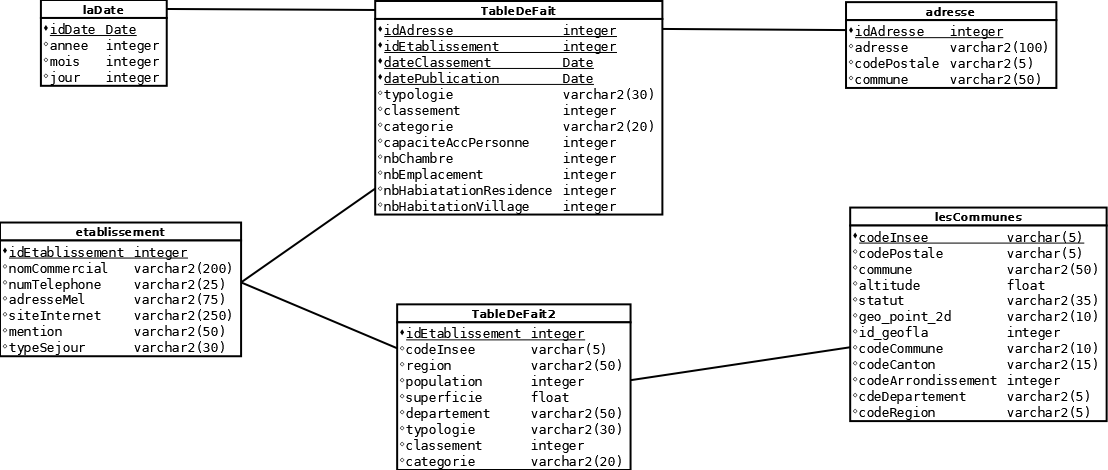 laDate
idDate Date
annee integer
mois integer
jour integer
TableDeFait
idAdresse integer
idEtablissement integer
dateClassement Date
datePublication Date
typologie varchar2(30)
classement integer
categorie varchar2(20)
capaciteAccPersonne integer
nbChambre integer
nbEmplacement integer
nbHabiatationResidence integer
nbHabitationVillage integer
adresse
idAdresse integer
adresse varchar2(100)
codePostale varchar2(5)
commune varchar2(50)
etablissement
idEtablissement integer
nomCommercial varchar2(200)
numTelephone varchar2(25)
adresseMel varchar2(75)
siteInternet varchar2(250)
mention varchar2(50)
typeSejour varchar2(30)
TableDeFait2
idEtablissement integer
codeInsee varchar(5)
region varchar2(50)
population integer
superficie float
departement varchar2(50)
typologie varchar2(30)
classement integer
categorie varchar2(20)
lesCommunes
codeInsee varchar(5)
codePostale varchar(5)
commune varchar2(50)
altitude float
statut varchar2(35)
geo_point_2d varchar2(10)
id_geofla integer
codeCommune varchar2(10)
codeCanton varchar2(15)
codeArrondissement integer
cdeDepartement varchar2(5)
codeRegion varchar2(5)